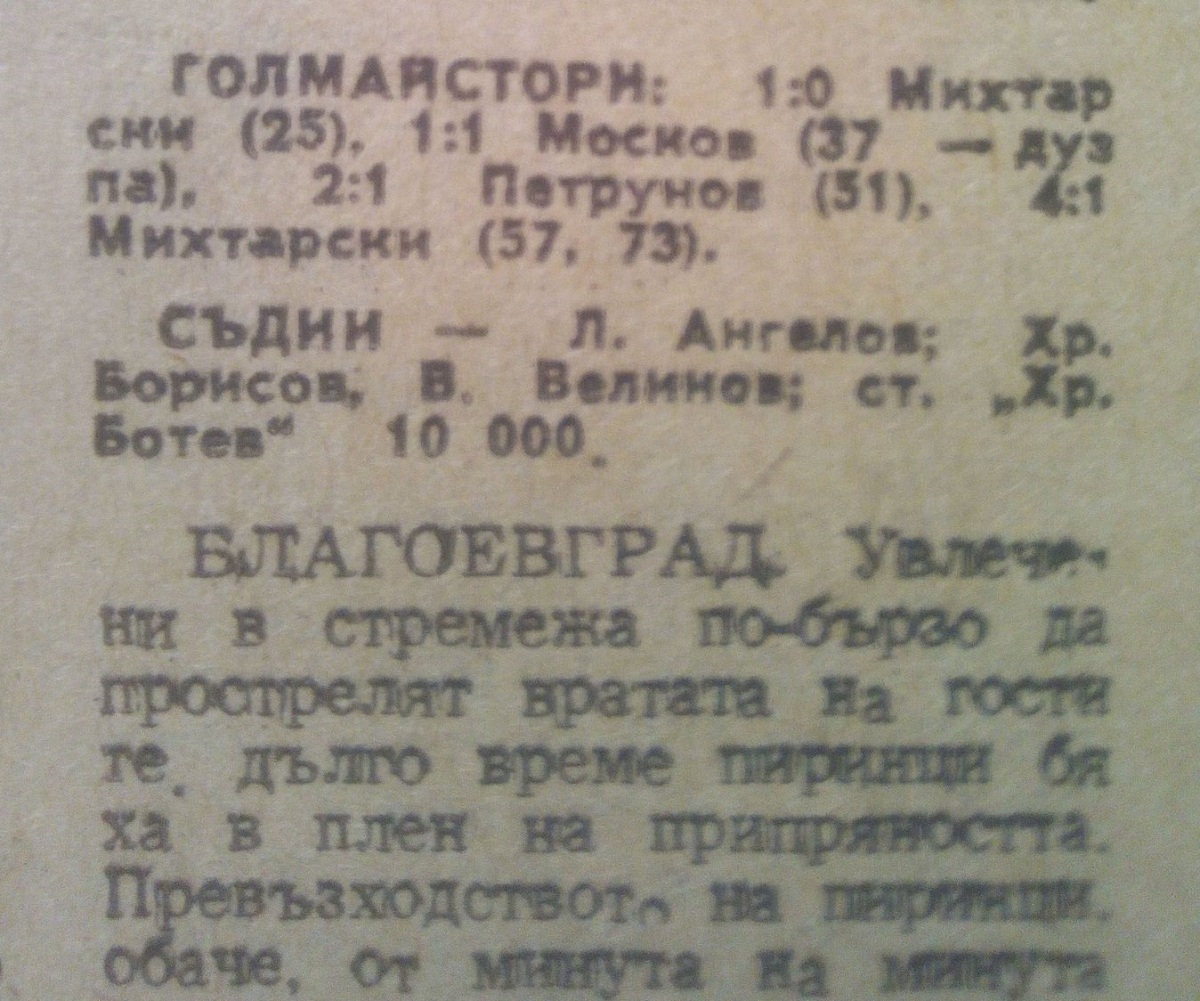 ГОЛМАЙСТОРИ: 1:0 Михтар
ски (25), 1:1 Москов (37 — дуз
па), 2:1 Петрунов (51), 4:1
Михтарски (57, 73).
СЪДИИ — Л. Ангелов; Хр.
Борисов, В. Велинов; ст. „Хр.
Ботев“ 10 000.
БЛАГОЕВГРАД. Увлече-
ни в стремежа по-бързо да
прострелят вратата на гости
те, дълго време пиринци бя
ха в плен на припряността.
Превъзходството на пиринци,
обаче, от минута на минута